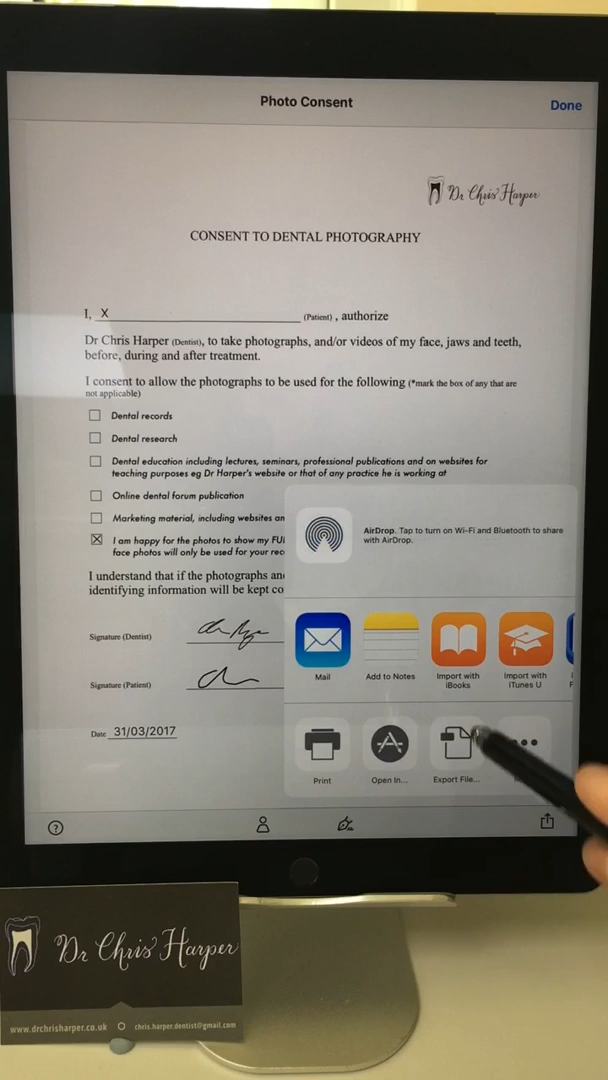 Photo Consent
Done
Dr Chris Harper
CONSENT TO DENTAL PHOTOGRAPHY
I, X (Patient) , authorize
Dr Chris Harper (Dentist), to take photographs, and/or videos of my face, jaws and teeth,
before, during and after treatment.
I consent to allow the photographs to be used for the following (*mark the box of any that are
not applicable)
Dental records
Dental research
Dental education including lectures, seminars, professional publications and on websites for
teaching purposes eg Dr Harper's website or that of any practice he is working at
Online dental forum publication
Marketing material, including websites an
I am happy for the photos to show my FU
face photos will only be used for your rec
I understand that if the photographs an
identifying information will be kept co
Signature (Dentist)
Signature (Patient)
Date 31/03/2017
AirDrop. Tap to turn on Wi-Fi and Bluetooth to share
with AirDrop.
Mail
Add to Notes
Import with
iBooks
Import with
iTunes U
Print
Open In...
Export File...
Dr Chris Harper
www.drchrisharper.co.uk
chris.harper.dentist@gmail.com